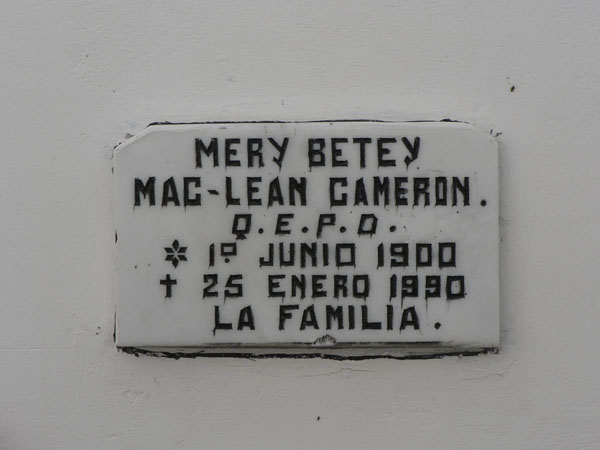 MERY BETEY
MAC-LEAN CAMERON.
Q.E.P.D.
* 1º JUNIO 1900
† 25 ENERO 1990
LA FAMILIA.